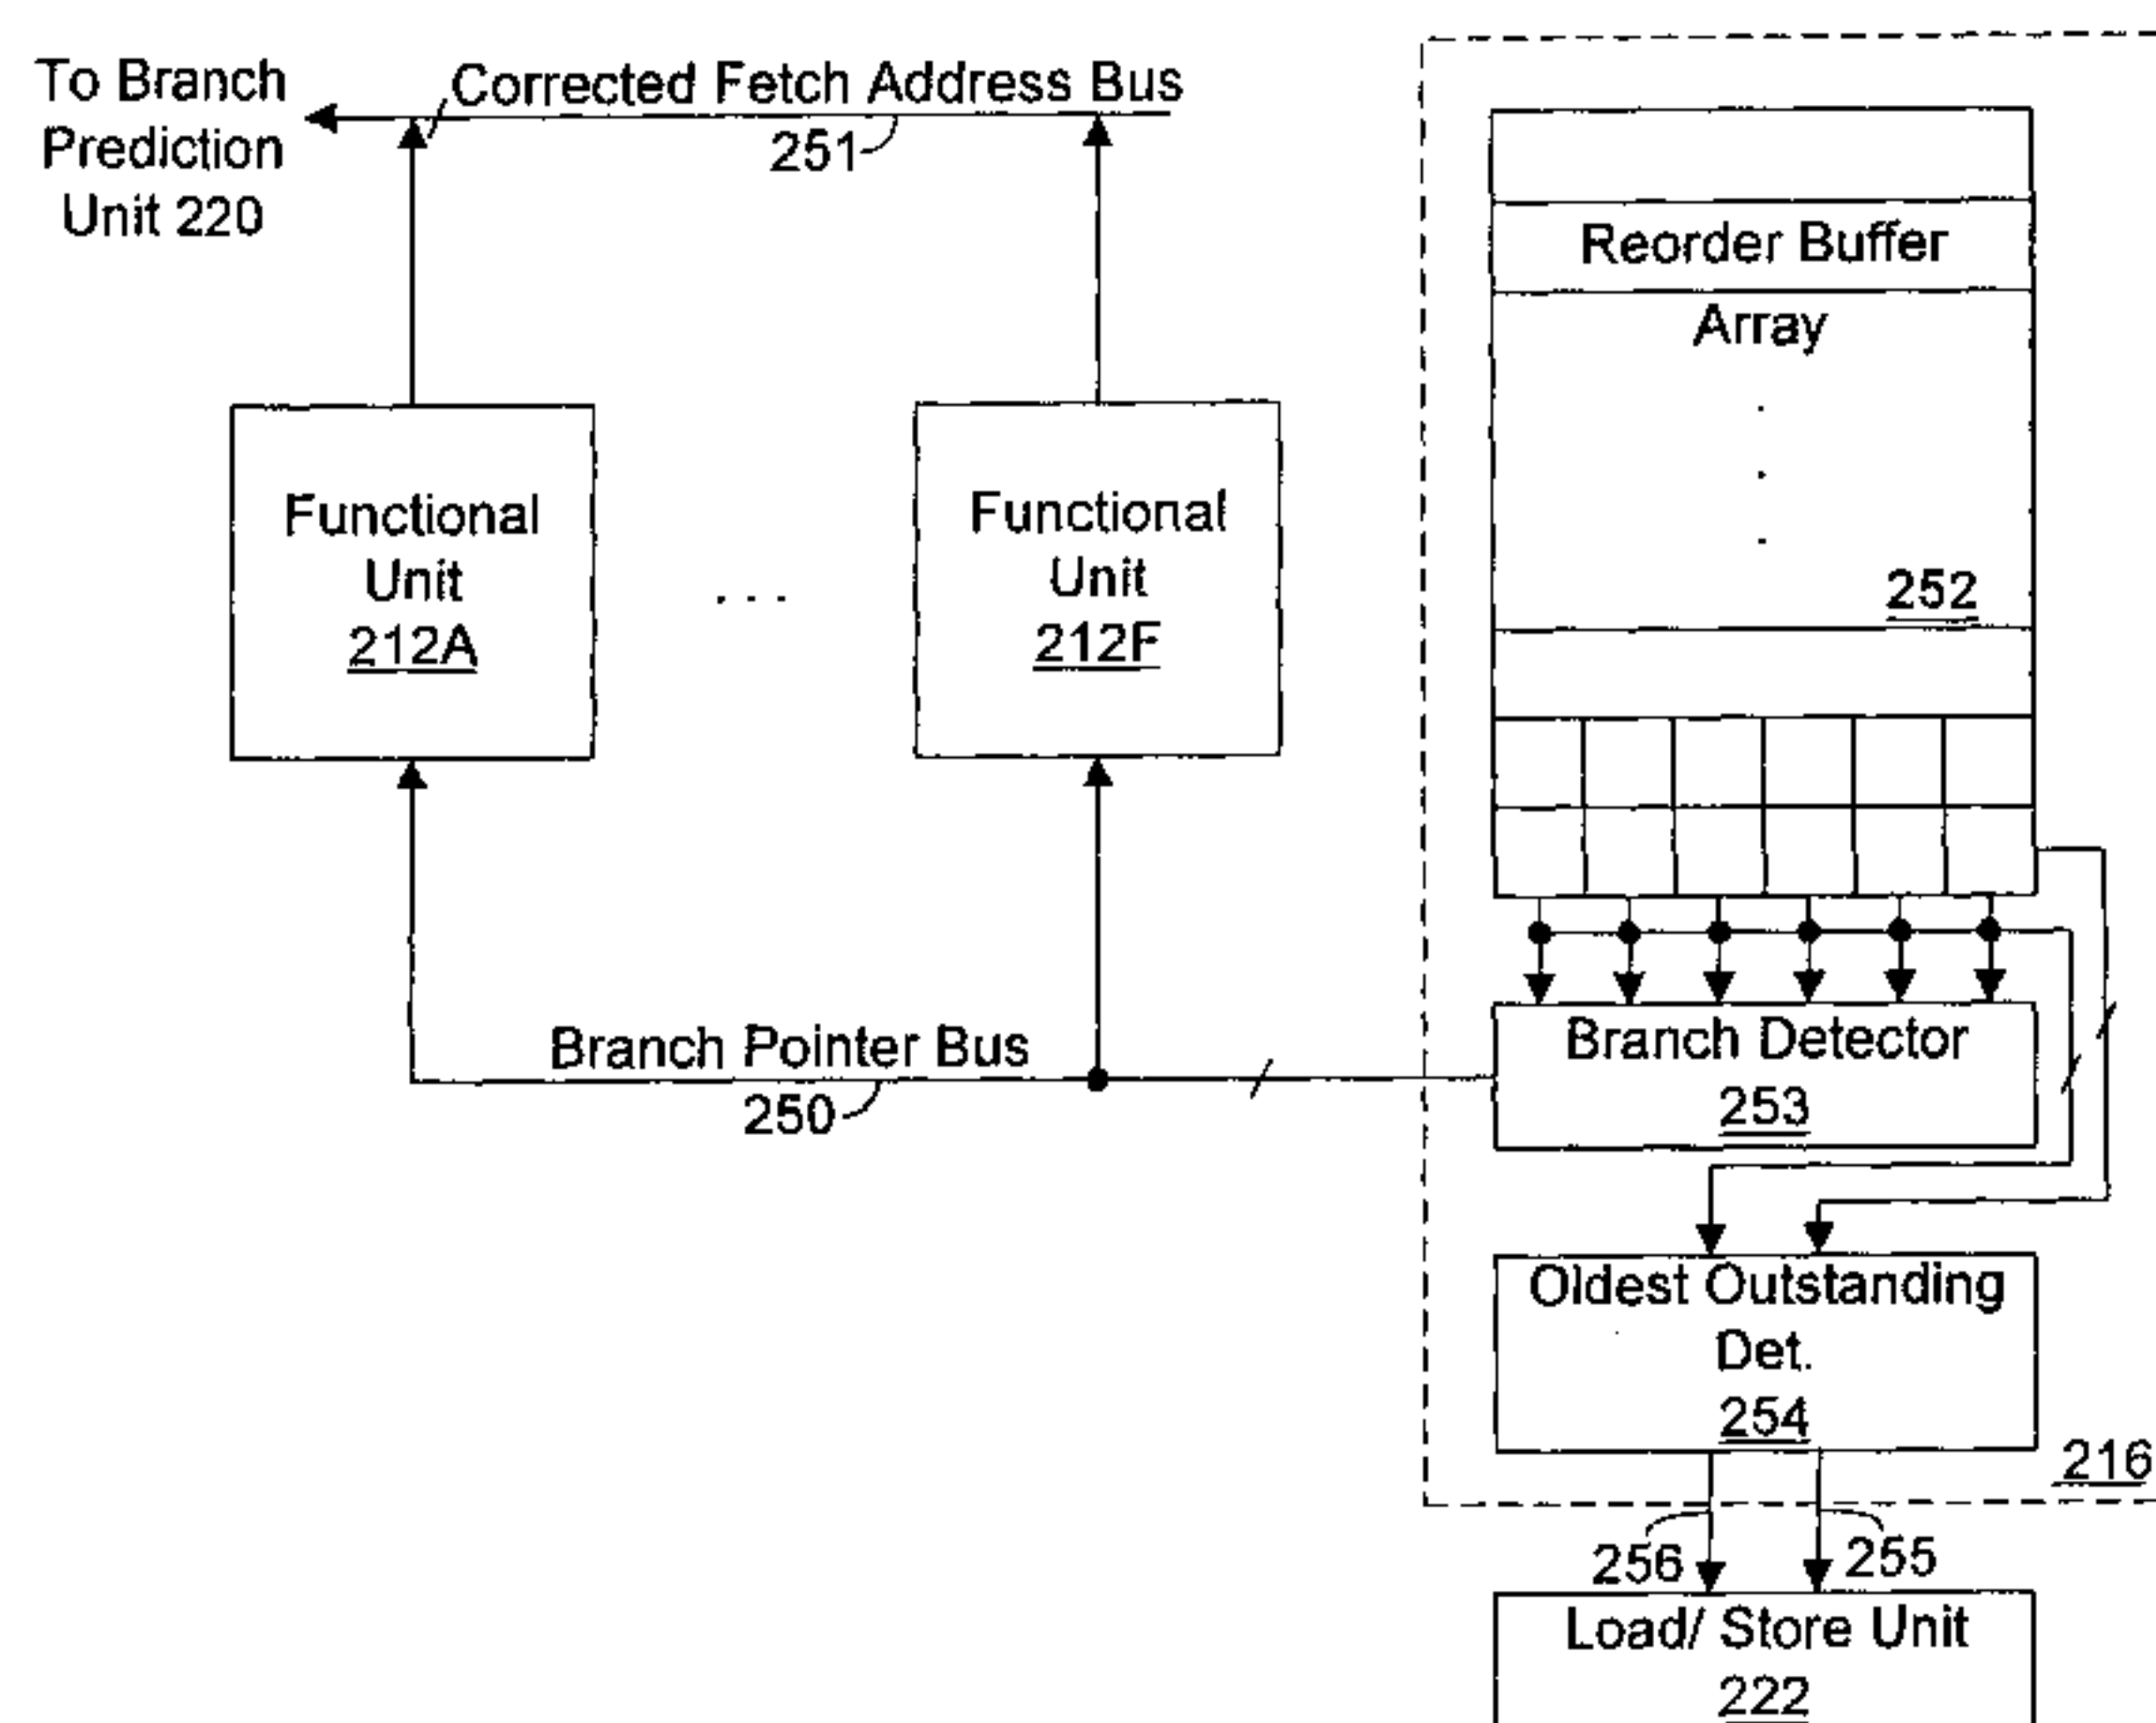 To Branch
Prediction
Unit 220
Corrected Fetch Address Bus
251
Functional
Unit
212A
. . .
Functional
Unit
212F
Branch Pointer Bus
250
Reorder Buffer
Array
.
.
.
252
Branch Detector
253
Oldest Outstanding
Det.
254
216
256
255
Load/ Store Unit
222